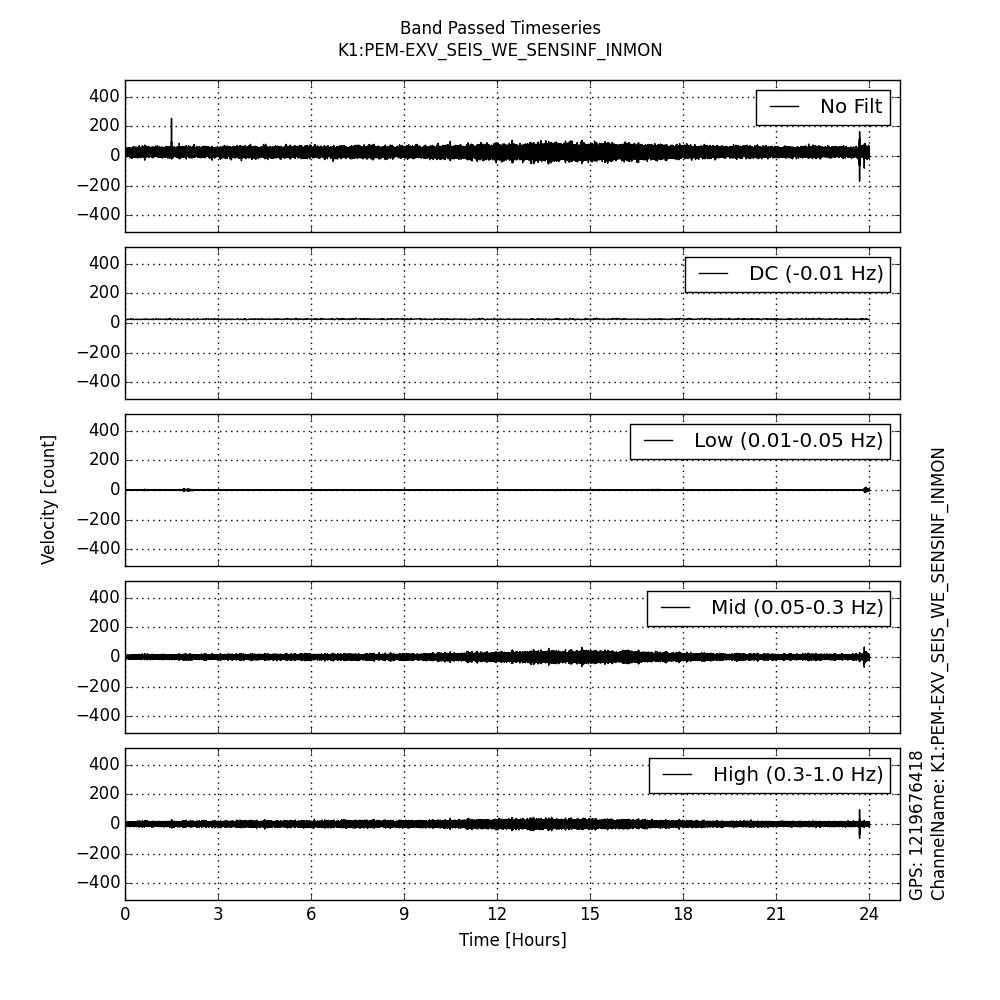 Band Passed Timeseries
K1:PEM-EXV_SEIS_WE_SENSINF_INMON
400
200
0
−200
−400
No Filt
400
200
0
−200
−400
DC (-0.01 Hz)
400
200
0
−200
−400
Low (0.01-0.05 Hz)
400
200
0
−200
−400
Mid (0.05-0.3 Hz)
400
200
0
−200
−400
High (0.3-1.0 Hz)
0 3 6 9 12 15 18 21 24
Time [Hours]
Velocity [count]
GPS: 1219676418
ChannelName: K1:PEM-EXV_SEIS_WE_SENSINF_INMON